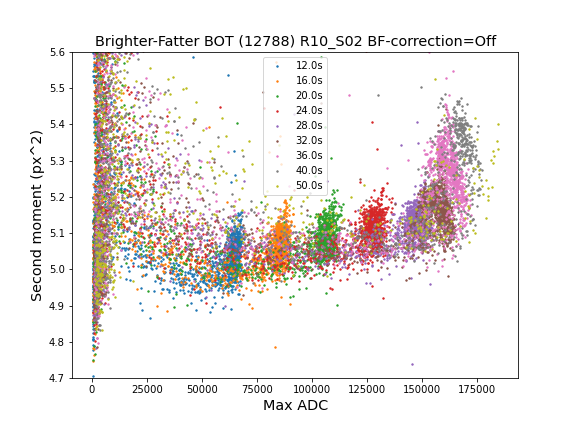 Brighter-Fatter BOT (12788) R10_S02 BF-correction=Off
5.6
5.5
5.4
5.3
5.2
5.1
5.0
4.9
4.8
4.7
Second moment (px^2)
12.0s
16.0s
20.0s
24.0s
28.0s
32.0s
36.0s
40.0s
50.0s
0
25000
50000
75000
100000
125000
150000
175000
Max ADC